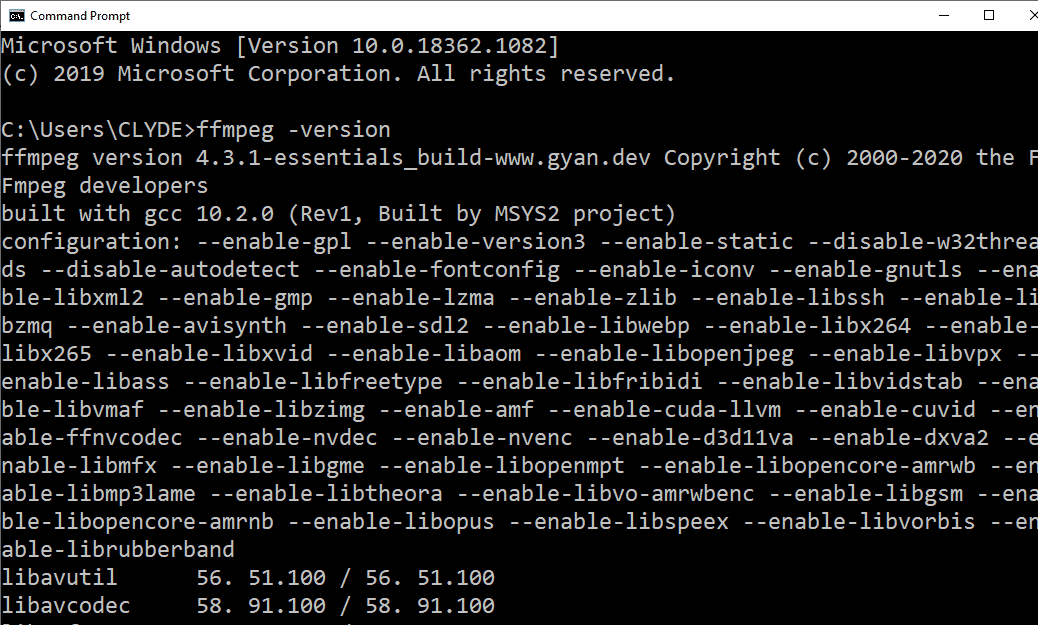 Command Prompt
Microsoft Windows [Version 10.0.18362.1082]
(c) 2019 Microsoft Corporation. All rights reserved.
C:\Users\CLYDE>ffmpeg -version
ffmpeg version 4.3.1-essentials_build-www.gyan.dev Copyright (c) 2000-2020 the F
Fmpeg developers
built with gcc 10.2.0 (Rev1, Built by MSYS2 project)
configuration: --enable-gpl --enable-version3 --enable-static --disable-w32threa
ds --disable-autodetect --enable-fontconfig --enable-iconv --enable-gnutls --ena
ble-libxml2 --enable-gmp --enable-lzma --enable-zlib --enable-libssh --enable-li
bzmq --enable-avisynth --enable-sdl2 --enable-libwebp --enable-libx264 --enable-
libx265 --enable-libxvid --enable-libaom --enable-libopenjpeg --enable-libvpx --
enable-libass --enable-libfreetype --enable-libfribidi --enable-libvidstab --ena
ble-libvmaf --enable-libzimg --enable-amf --enable-cuda-llvm --enable-cuvid --en
able-ffnvcodec --enable-nvdec --enable-nvenc --enable-d3d11va --enable-dxva2 --e
nable-libmfx --enable-libgme --enable-libopenmpt --enable-libopencore-amrwb --en
able-libmp3lame --enable-libtheora --enable-libvo-amrwbenc --enable-libgsm --ena
ble-libopencore-amrnb --enable-libopus --enable-libspeex --enable-libvorbis --en
able-librubberband
libavutil      56. 51.100 / 56. 51.100
libavcodec     58. 91.100 / 58. 91.100